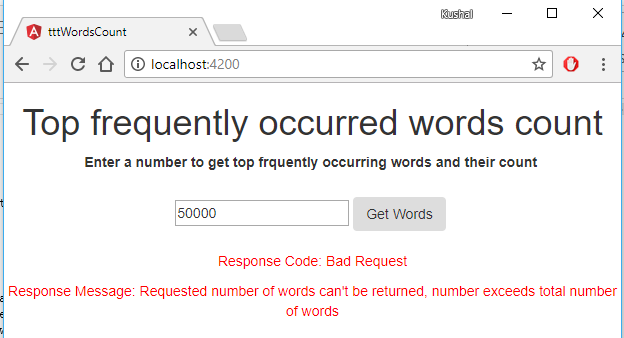 Kushal
tttWordsCount
localhost:4200
Top frequently occurred words count
Enter a number to get top frquently occurring words and their count
50000 Get Words
Response Code: Bad Request
Response Message: Requested number of words can't be returned, number exceeds total number
of words